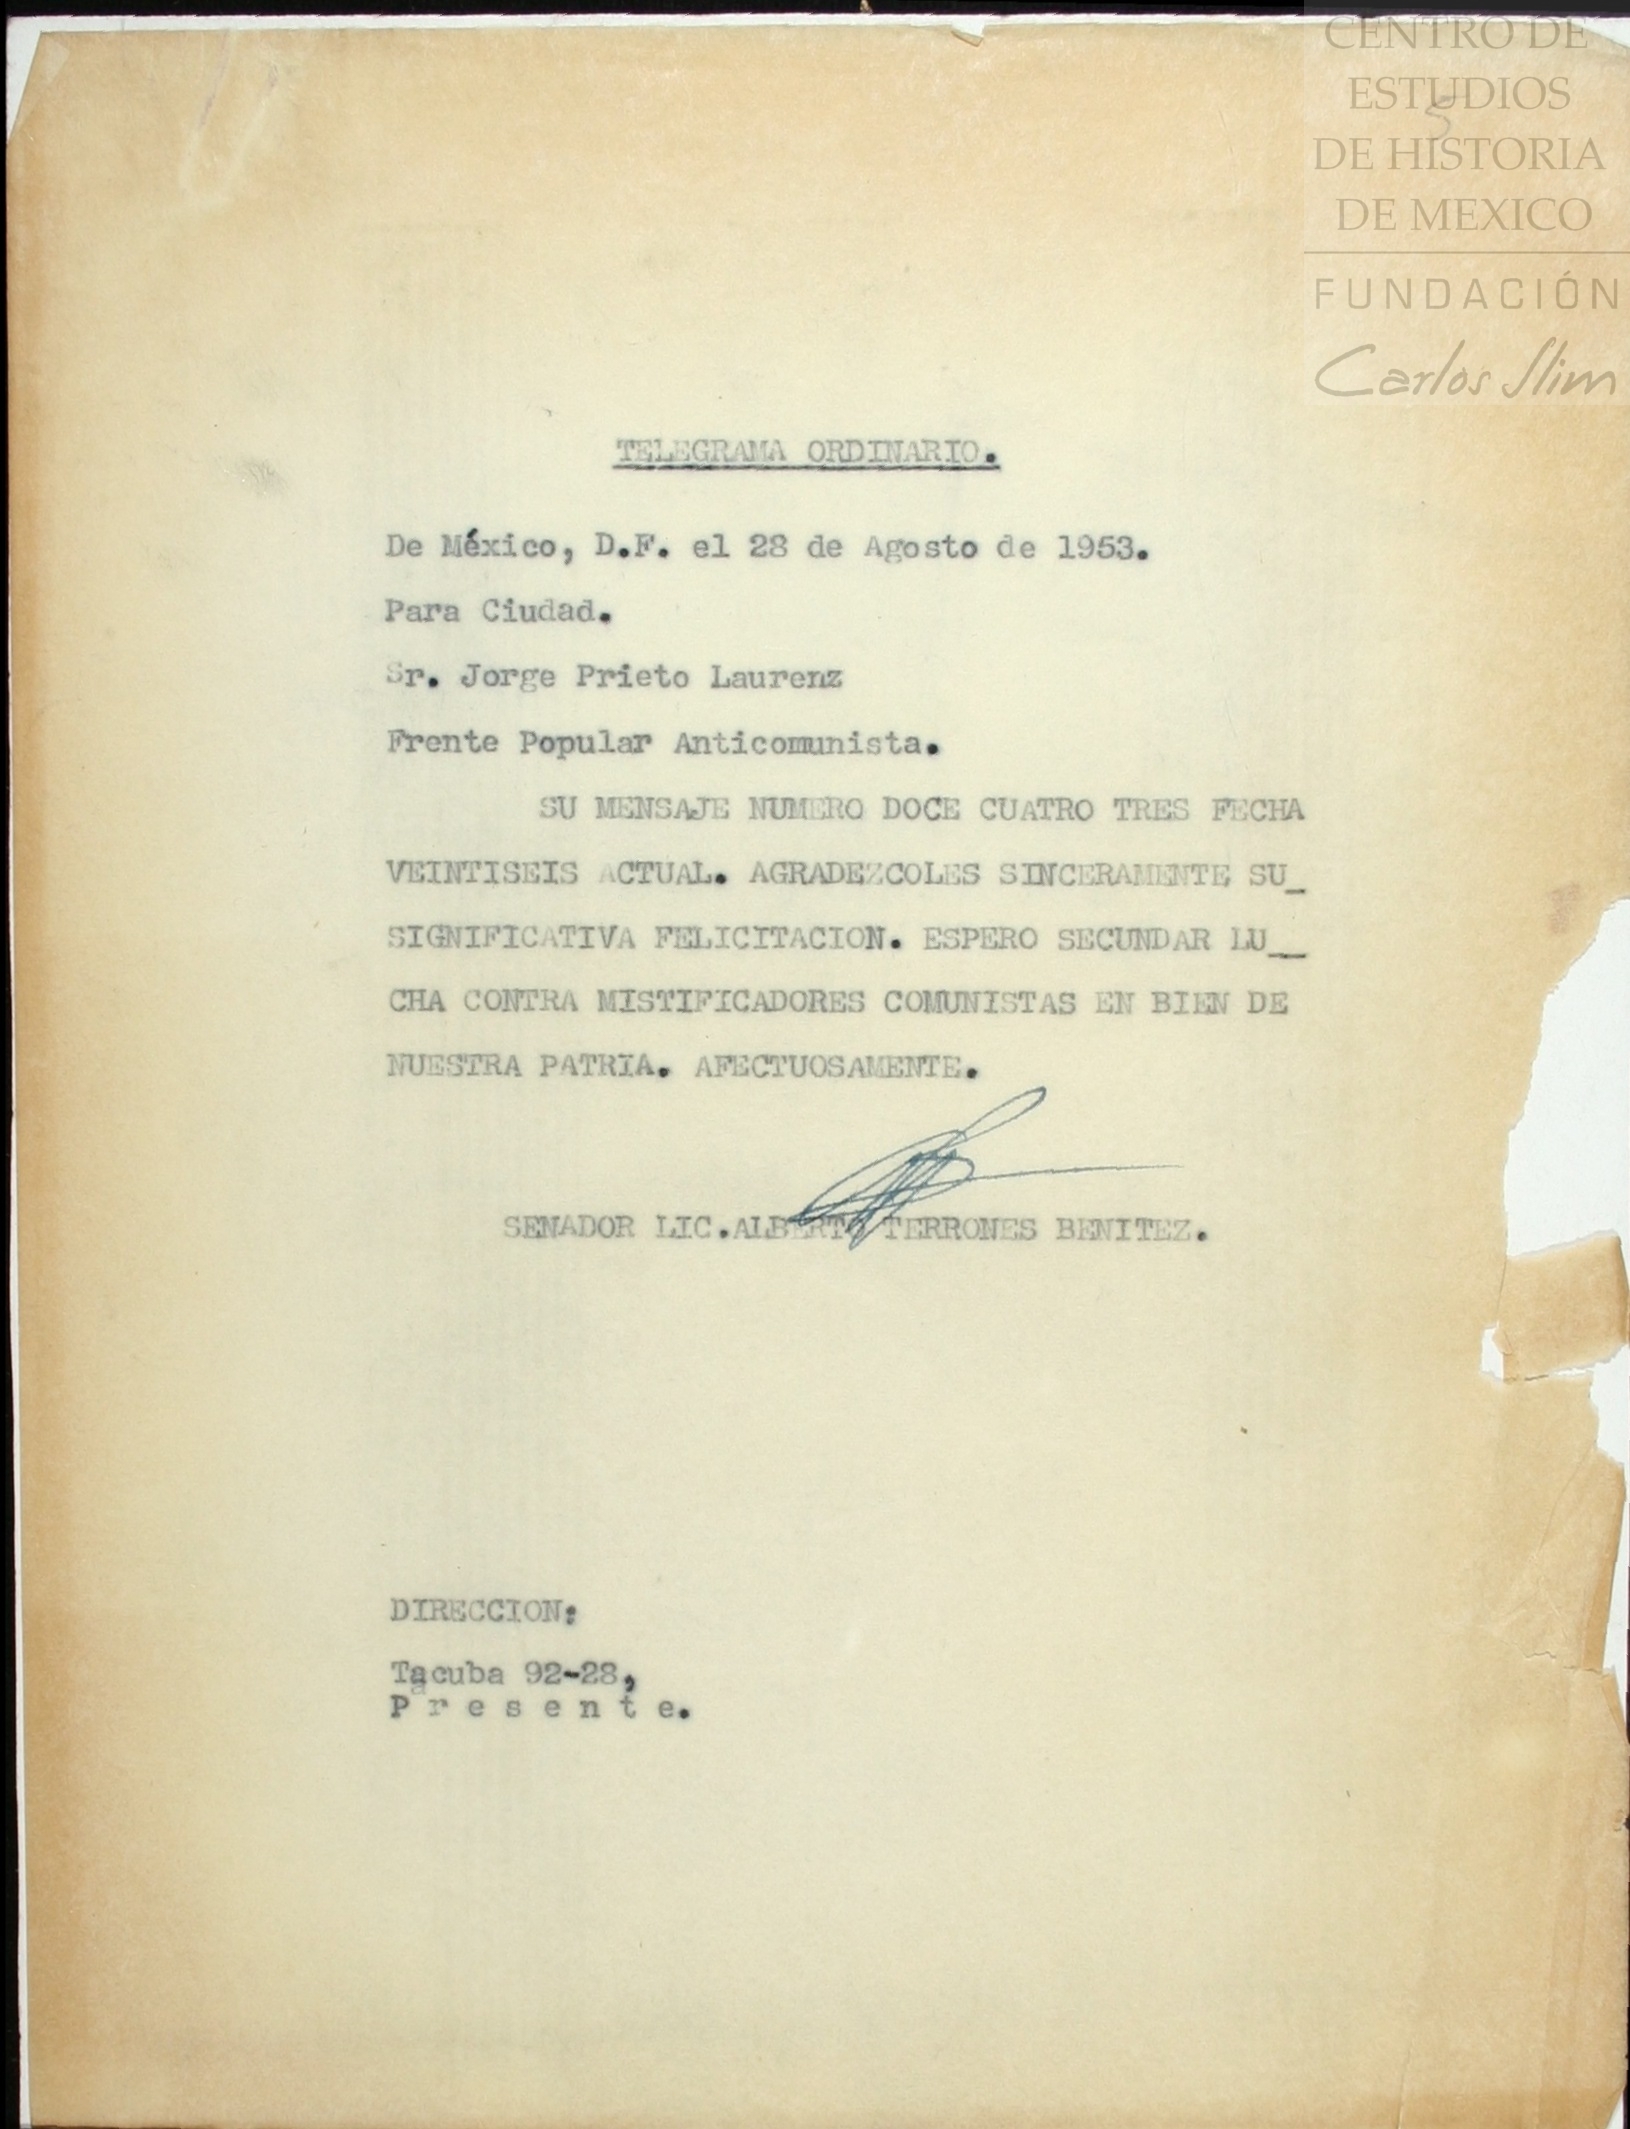 CENTRO DE
ESTUDIOS
DE HISTORIA
DE MEXICO
FUNDACIÓN
Carlos Slim
5
TELEGRAMA ORDINARIO.
De México, D.F. el 28 de Agosto de 1953.
Para Ciudad.
Sr. Jorge Prieto Laurenz
Frente Popular Anticomunista.
SU MENSAJE NUMERO DOCE CUATRO TRES FECHA
VEINTISEIS ACTUAL. AGRADEZCOLES SINCERAMENTE SU_
SIGNIFICATIVA FELICITACION. ESPERO SECUNDAR LU__
CHA CONTRA MISTIFICADORES COMUNISTAS EN BIEN DE
NUESTRA PATRIA. AFECTUOSAMENTE.
SENADOR LIC.ALBERTO TERRONES BENITEZ.
DIRECCION:
Tacuba 92-28,
P r e s e n t e.